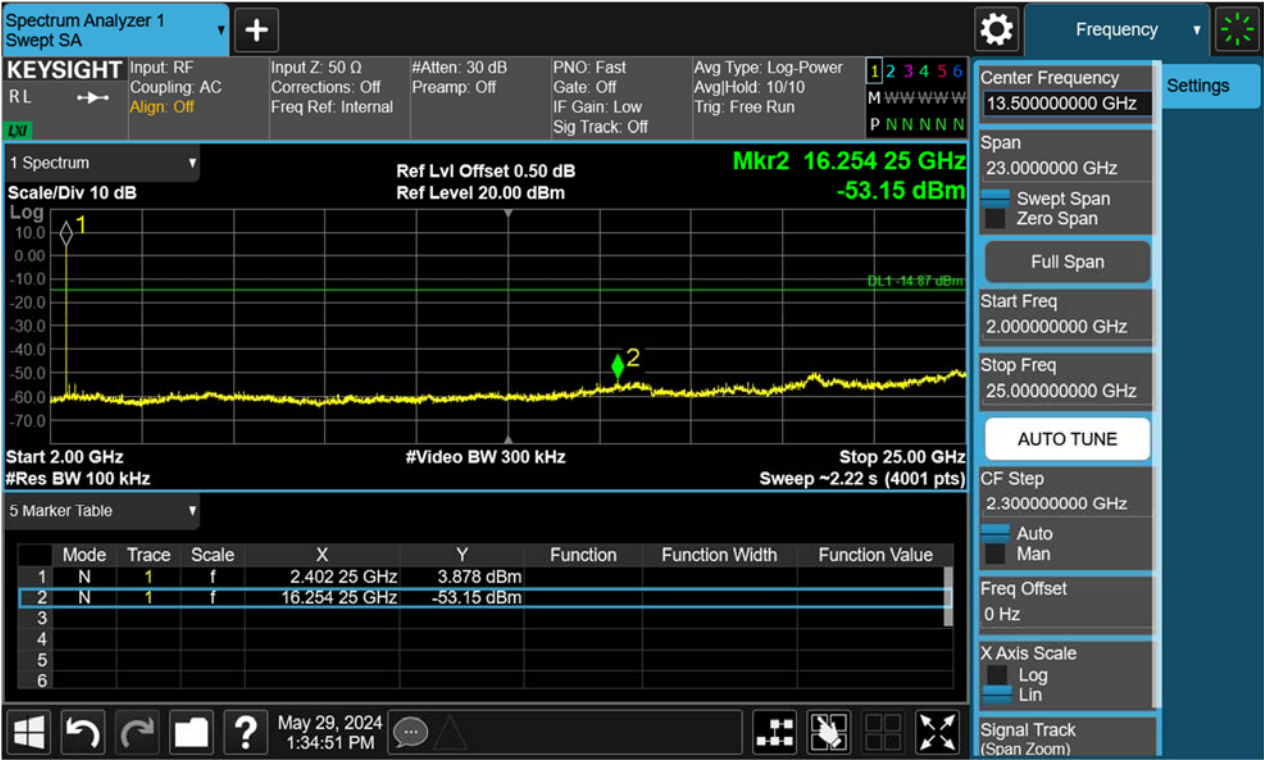 Spectrum Analyzer 1
Swept SA
Frequency
KEYSIGHT
R L
LXI
Input: RF
Coupling: AC
Align: Off
Input Z: 50 Ω
Corrections: Off
Freq Ref: Internal
#Atten: 30 dB
Preamp: Off
PNO: Fast
Gate: Off
IF Gain: Low
Sig Track: Off
Avg Type: Log-Power
Avg|Hold: 10/10
Trig: Free Run
1 2 3 4 5 6
M W W W W W
P N N N N N
1 Spectrum
Scale/Div 10 dB
Ref Lvl Offset 0.50 dB
Ref Level 20.00 dBm
Mkr2 16.254 25 GHz
-53.15 dBm
Log
10.0
0.00
-10.0
-20.0
-30.0
-40.0
-50.0
-60.0
-70.0
1
2
DL1 -14.87 dBm
Start 2.00 GHz
#Res BW 100 kHz
#Video BW 300 kHz
Stop 25.00 GHz
Sweep ~2.22 s (4001 pts)
5 Marker Table
Mode Trace Scale X Y Function Function Width Function Value
1 N 1 f 2.402 25 GHz 3.878 dBm
2 N 1 f 16.254 25 GHz -53.15 dBm
3
4
5
6
May 29, 2024
1:34:51 PM
Settings
Center Frequency
13.500000000 GHz
Span
23.0000000 GHz
Swept Span
Zero Span
Full Span
Start Freq
2.000000000 GHz
Stop Freq
25.000000000 GHz
AUTO TUNE
CF Step
2.300000000 GHz
Auto
Man
Freq Offset
0 Hz
X Axis Scale
Log
Lin
Signal Track
(Span Zoom)